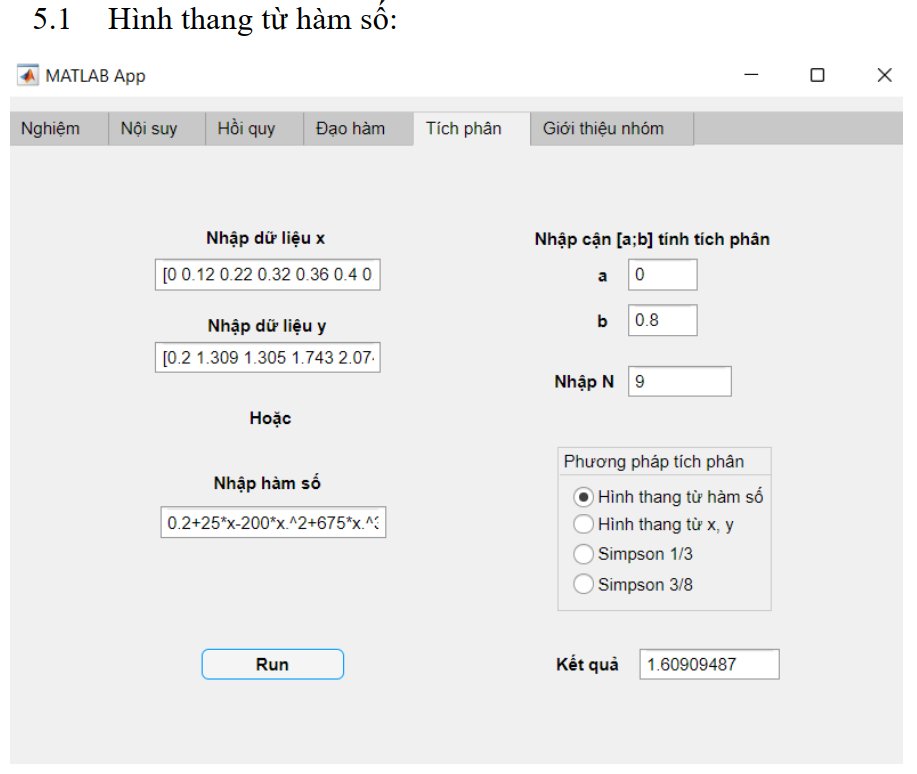 5.1 Hình thang từ hàm số:
MATLAB App
Nghiệm Nội suy Hồi quy Đạo hàm Tích phân Giới thiệu nhóm
Nhập dữ liệu x
[0 0.12 0.22 0.32 0.36 0.4 0
Nhập dữ liệu y
[0.2 1.309 1.305 1.743 2.074
Hoặc
Nhập hàm số
0.2+25*x-200*x.^2+675*x.^3
Run
Nhập cận [a;b] tính tích phân
a 0
b 0.8
Nhập N 9
Phương pháp tích phân
Hình thang từ hàm số
Hình thang từ x, y
Simpson 1/3
Simpson 3/8
Kết quả 1.60909487